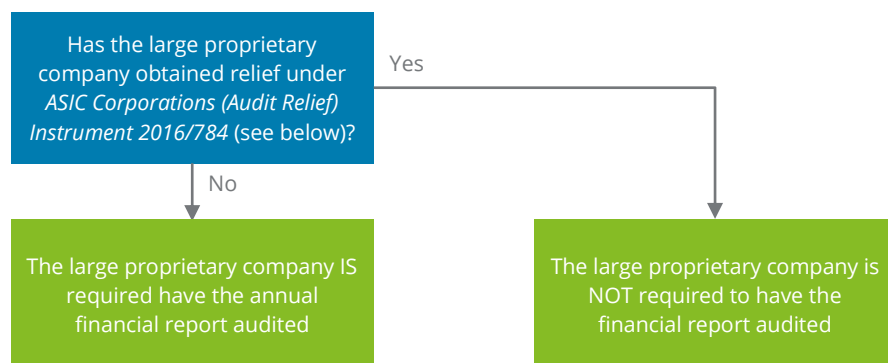 Has the large proprietary
company obtained relief under
ASIC Corporations (Audit Relief)
Instrument 2016/784 (see below)?
Yes
No
The large proprietary company IS
required have the annual
financial report audited
The large proprietary company is
NOT required to have the
financial report audited